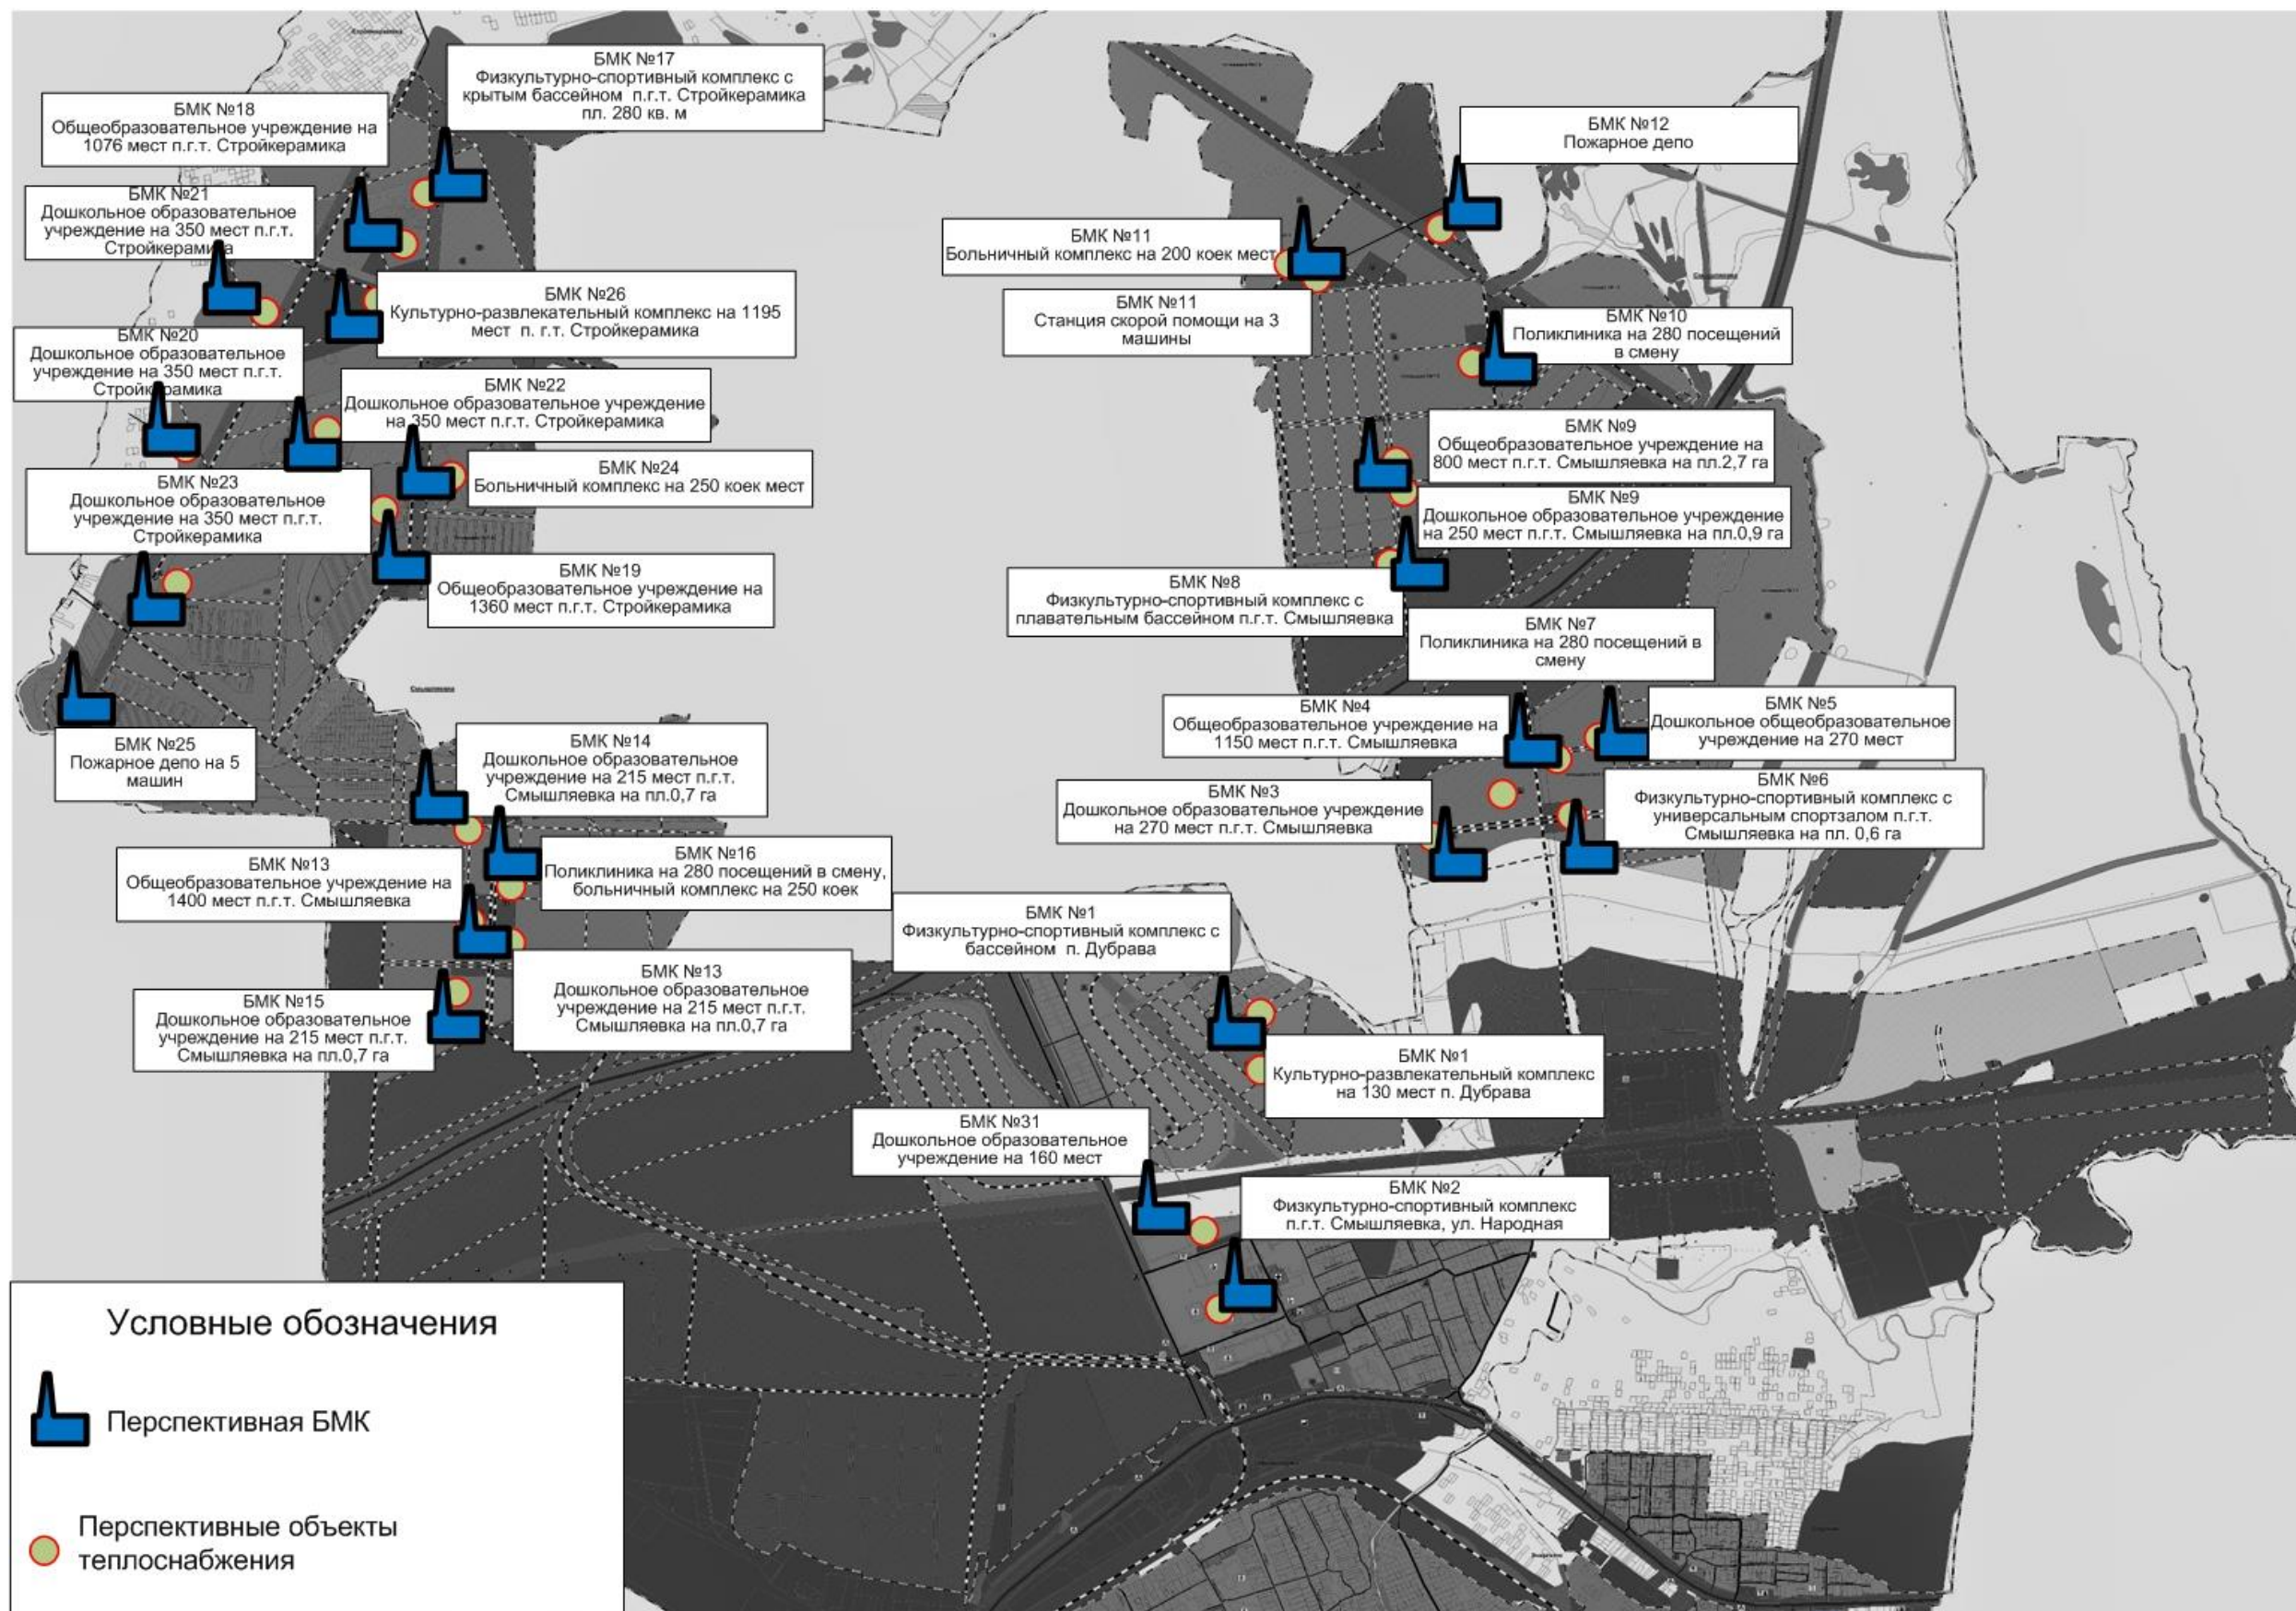 БМК №17
Физкультурно-спортивный комплекс с
крытым бассейном п.г.т. Стройкерамика
пл. 280 кв. м
БМК №18
Общеобразовательное учреждение на
1076 мест п.г.т. Стройкерамика
БМК №21
Дошкольное образовательное
учреждение на 350 мест п.г.т.
Стройкерамика
БМК №26
Культурно-развлекательный комплекс на 1195
мест п. г.т. Стройкерамика
БМК №20
Дошкольное образовательное
учреждение на 350 мест п.г.т.
Стройкерамика
БМК №22
Дошкольное образовательное учреждение
на 350 мест п.г.т. Стройкерамика
БМК №24
Больничный комплекс на 250 коек мест
БМК №23
Дошкольное образовательное
учреждение на 350 мест п.г.т.
Стройкерамика
БМК №19
Общеобразовательное учреждение на
1360 мест п.г.т. Стройкерамика
Смышляевка
БМК №25
Пожарное депо на 5
машин
БМК №14
Дошкольное образовательное
учреждение на 215 мест п.г.т.
Смышляевка на пл.0,7 га
БМК №13
Общеобразовательное учреждение на
1400 мест п.г.т. Смышляевка
БМК №16
Поликлиника на 280 посещений в смену,
больничный комплекс на 250 коек
БМК №13
Дошкольное образовательное
учреждение на 215 мест п.г.т.
Смышляевка на пл.0,7 га
БМК №15
Дошкольное образовательное
учреждение на 215 мест п.г.т.
Смышляевка на пл.0,7 га
БМК №12
Пожарное депо
БМК №11
Больничный комплекс на 200 коек мест
БМК №11
Станция скорой помощи на 3
машины
БМК №10
Поликлиника на 280 посещений
в смену
БМК №9
Общеобразовательное учреждение на
800 мест п.г.т. Смышляевка на пл.2,7 га
БМК №9
Дошкольное образовательное учреждение
на 250 мест п.г.т. Смышляевка на пл.0,9 га
БМК №8
Физкультурно-спортивный комплекс с
плавательным бассейном п.г.т. Смышляевка
БМК №7
Поликлиника на 280 посещений в
смену
БМК №4
Общеобразовательное учреждение на
1150 мест п.г.т. Смышляевка
БМК №5
Дошкольное общеобразовательное
учреждение на 270 мест
БМК №3
Дошкольное образовательное учреждение
на 270 мест п.г.т. Смышляевка
БМК №6
Физкультурно-спортивный комплекс с
универсальным спортзалом п.г.т.
Смышляевка на пл. 0,6 га
БМК №1
Физкультурно-спортивный комплекс с
бассейном п. Дубрава
БМК №1
Культурно-развлекательный комплекс
на 130 мест п. Дубрава
БМК №31
Дошкольное образовательное
учреждение на 160 мест
БМК №2
Физкультурно-спортивный комплекс
п.г.т. Смышляевка, ул. Народная
Условные обозначения
Перспективная БМК
Перспективные объекты
теплоснабжения